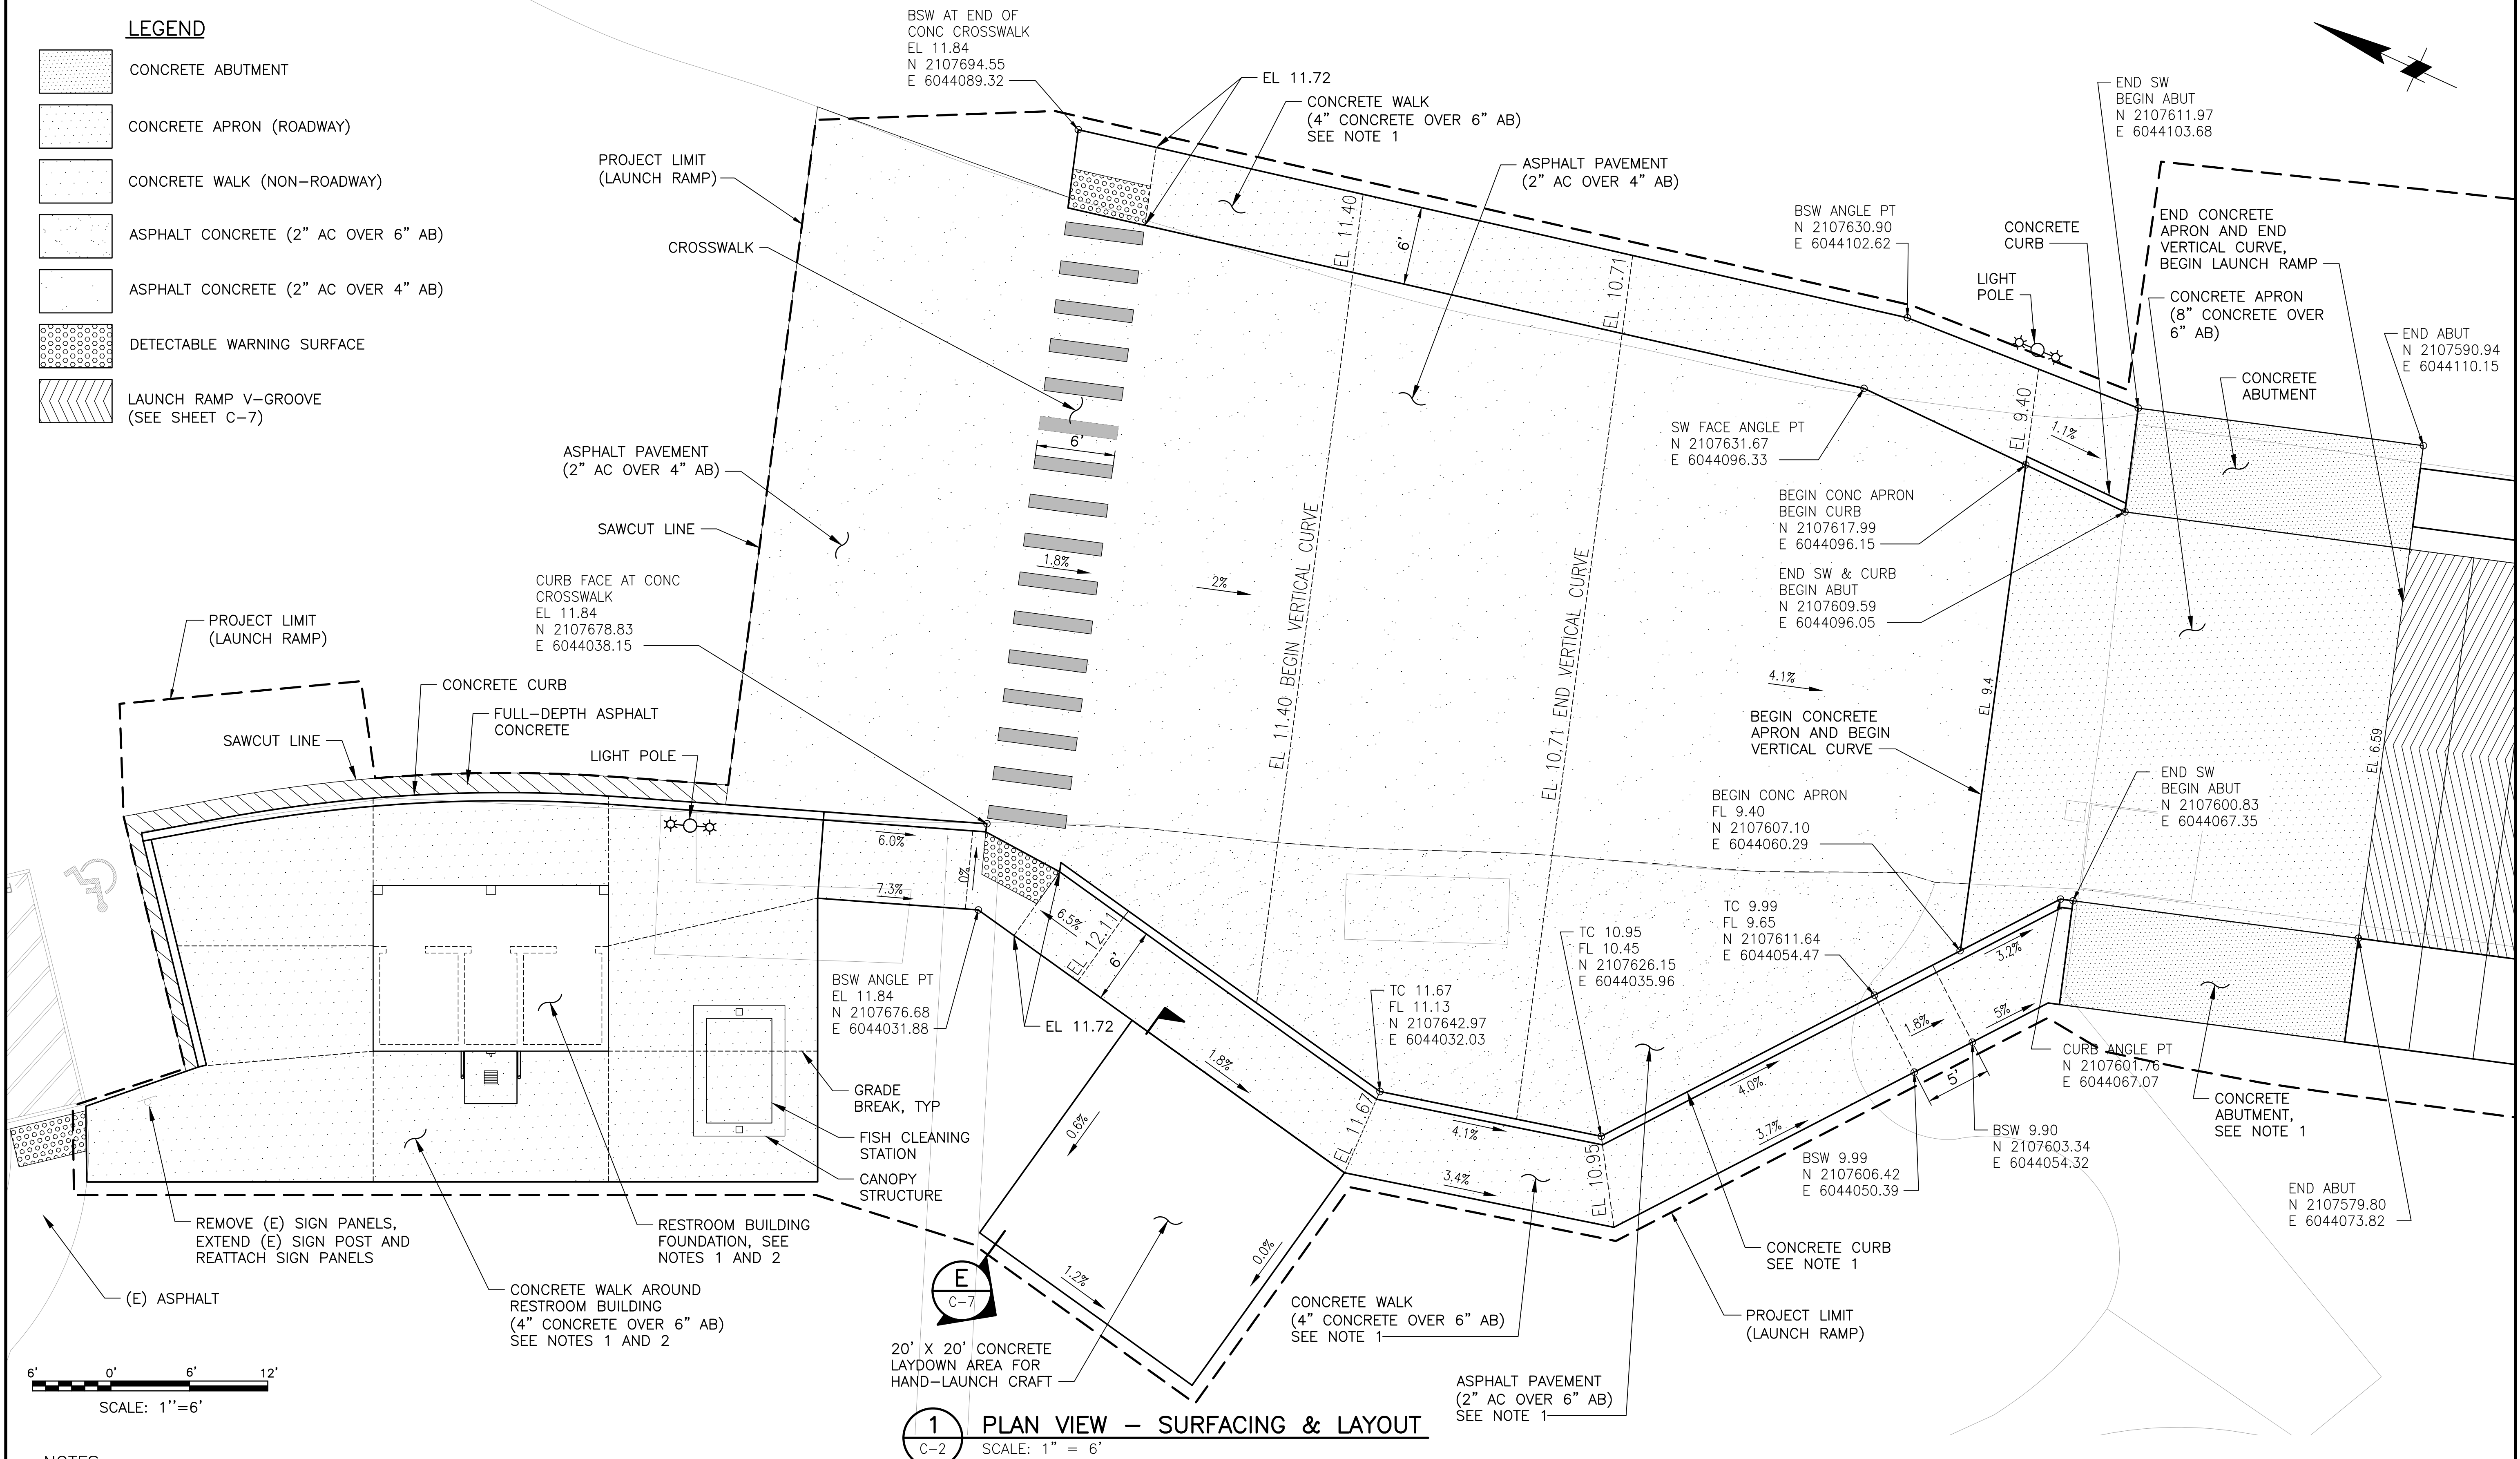 LEGEND
CONCRETE ABUTMENT
CONCRETE APRON (ROADWAY)
CONCRETE WALK (NON-ROADWAY)
ASPHALT CONCRETE (2" AC OVER 6" AB)
ASPHALT CONCRETE (2" AC OVER 4" AB)
DETECTABLE WARNING SURFACE
LAUNCH RAMP V-GROOVE
(SEE SHEET C-7)
BSW AT END OF
CONC CROSSWALK
EL 11.84
N 2107694.55
E 6044089.32
EL 11.72
CONCRETE WALK
(4" CONCRETE OVER 6" AB)
SEE NOTE 1
ASPHALT PAVEMENT
(2" AC OVER 4" AB)
PROJECT LIMIT
(LAUNCH RAMP)
CROSSWALK
EL 11.40
6'
EL 10.71
BSW ANGLE PT
N 2107630.90
E 6044102.62
CONCRETE
CURB
LIGHT
POLE
END SW
BEGIN ABUT
N 2107611.97
E 6044103.68
END CONCRETE
APRON AND END
VERTICAL CURVE,
BEGIN LAUNCH RAMP
CONCRETE APRON
(8" CONCRETE OVER
6" AB)
END ABUT
N 2107590.94
E 6044110.15
CONCRETE
ABUTMENT
EL 9.40
1.1%
SW FACE ANGLE PT
N 2107631.67
E 6044096.33
ASPHALT PAVEMENT
(2" AC OVER 4" AB)
6'
SAWCUT LINE
BEGIN CONC APRON
BEGIN CURB
N 2107617.99
E 6044096.15
END SW & CURB
BEGIN ABUT
N 2107609.59
E 6044096.05
CURB FACE AT CONC
CROSSWALK
EL 11.84
N 2107678.83
E 6044038.15
1.8%
2%
EL 11.40 BEGIN VERTICAL CURVE
EL 10.71 END VERTICAL CURVE
4.1%
EL 9.4
EL 6.59
BEGIN CONCRETE
APRON AND BEGIN
VERTICAL CURVE
PROJECT LIMIT
(LAUNCH RAMP)
CONCRETE CURB
FULL-DEPTH ASPHALT
CONCRETE
SAWCUT LINE
LIGHT POLE
BEGIN CONC APRON
FL 9.40
N 2107607.10
E 6044060.29
END SW
BEGIN ABUT
N 2107600.83
E 6044067.35
6.0%
7.3%
0%
6.5%
EL 12.11
6'
BSW ANGLE PT
EL 11.84
N 2107676.68
E 6044031.88
EL 11.72
TC 11.67
FL 11.13
N 2107642.97
E 6044032.03
TC 10.95
FL 10.45
N 2107626.15
E 6044035.96
TC 9.99
FL 9.65
N 2107611.64
E 6044054.47
3.2%
1.8%
5%
5'
CURB ANGLE PT
N 2107601.76
E 6044067.07
CONCRETE
ABUTMENT,
SEE NOTE 1
GRADE
BREAK, TYP
FISH CLEANING
STATION
CANOPY
STRUCTURE
1.8%
0.6%
EL 11.67
4.1%
3.4%
EL 10.95
4.0%
3.7%
BSW 9.99
N 2107606.42
E 6044050.39
BSW 9.90
N 2107603.34
E 6044054.32
END ABUT
N 2107579.80
E 6044073.82
REMOVE (E) SIGN PANELS,
EXTEND (E) SIGN POST AND
REATTACH SIGN PANELS
RESTROOM BUILDING
FOUNDATION, SEE
NOTES 1 AND 2
(E) ASPHALT
CONCRETE WALK AROUND
RESTROOM BUILDING
(4" CONCRETE OVER 6" AB)
SEE NOTES 1 AND 2
E
C-7
1.2%
0.0%
20' X 20' CONCRETE
LAYDOWN AREA FOR
HAND-LAUNCH CRAFT
CONCRETE WALK
(4" CONCRETE OVER 6" AB)
SEE NOTE 1
CONCRETE CURB
SEE NOTE 1
PROJECT LIMIT
(LAUNCH RAMP)
ASPHALT PAVEMENT
(2" AC OVER 6" AB)
SEE NOTE 1
6' 0' 6' 12'
SCALE: 1''=6'
1
C-2
PLAN VIEW - SURFACING & LAYOUT
SCALE: 1" = 6'
NOTES